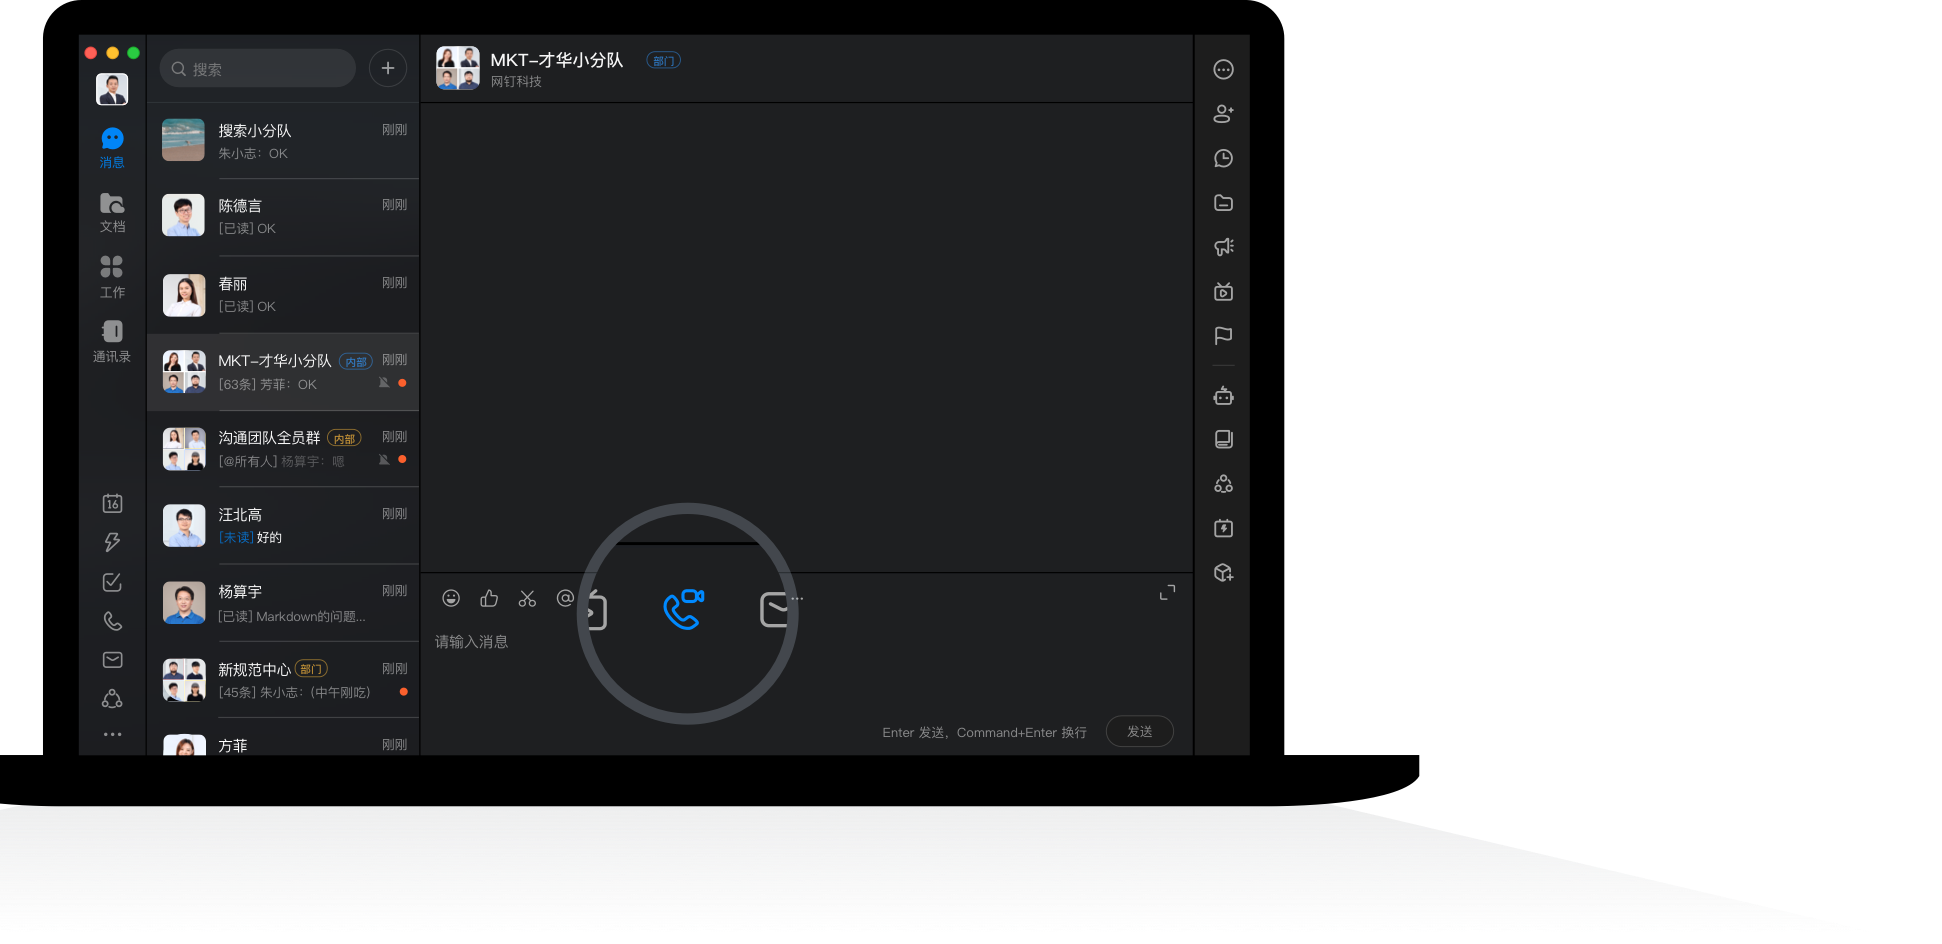 搜索
消息
文档
工作
通讯录
16
搜索小分队 刚刚
朱小志：OK
陈德言 刚刚
[已读] OK
春丽 刚刚
[已读] OK
MKT-才华小分队 内部 刚刚
[63条] 芳菲：OK
沟通团队全员群 内部 刚刚
[@所有人] 杨算宇：嗯
汪北高 刚刚
[未读] 好的
杨算宇 刚刚
[已读] Markdown的问题...
新规范中心 部门 刚刚
[45条] 朱小志：(中午刚吃)
方菲 刚刚
MKT-才华小分队 部门
网钉科技
请输入消息
Enter 发送，Command+Enter 换行
发送